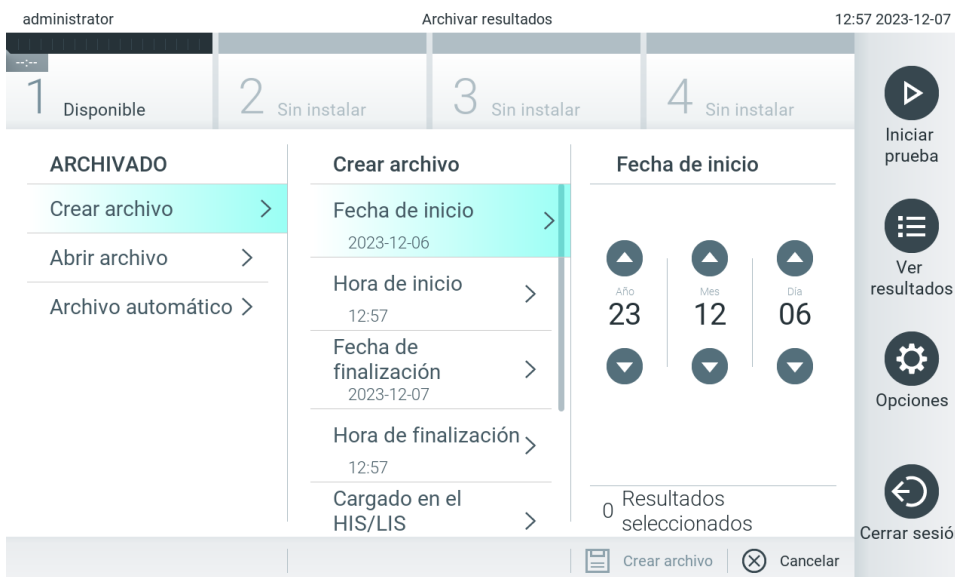 administrator
Archivar resultados
12:57 2023-12-07
--:--
1 Disponible
2 Sin instalar
3 Sin instalar
4 Sin instalar
ARCHIVADO
Crear archivo
Abrir archivo
Archivo automático
Crear archivo
Fecha de inicio
2023-12-06
Hora de inicio
12:57
Fecha de
finalización
2023-12-07
Hora de finalización
12:57
Cargado en el
HIS/LIS
Fecha de inicio
Año
23
Mes
12
Día
06
0 Resultados
seleccionados
Crear archivo
Cancelar
Iniciar
prueba
Ver
resultados
Opciones
Cerrar sesió